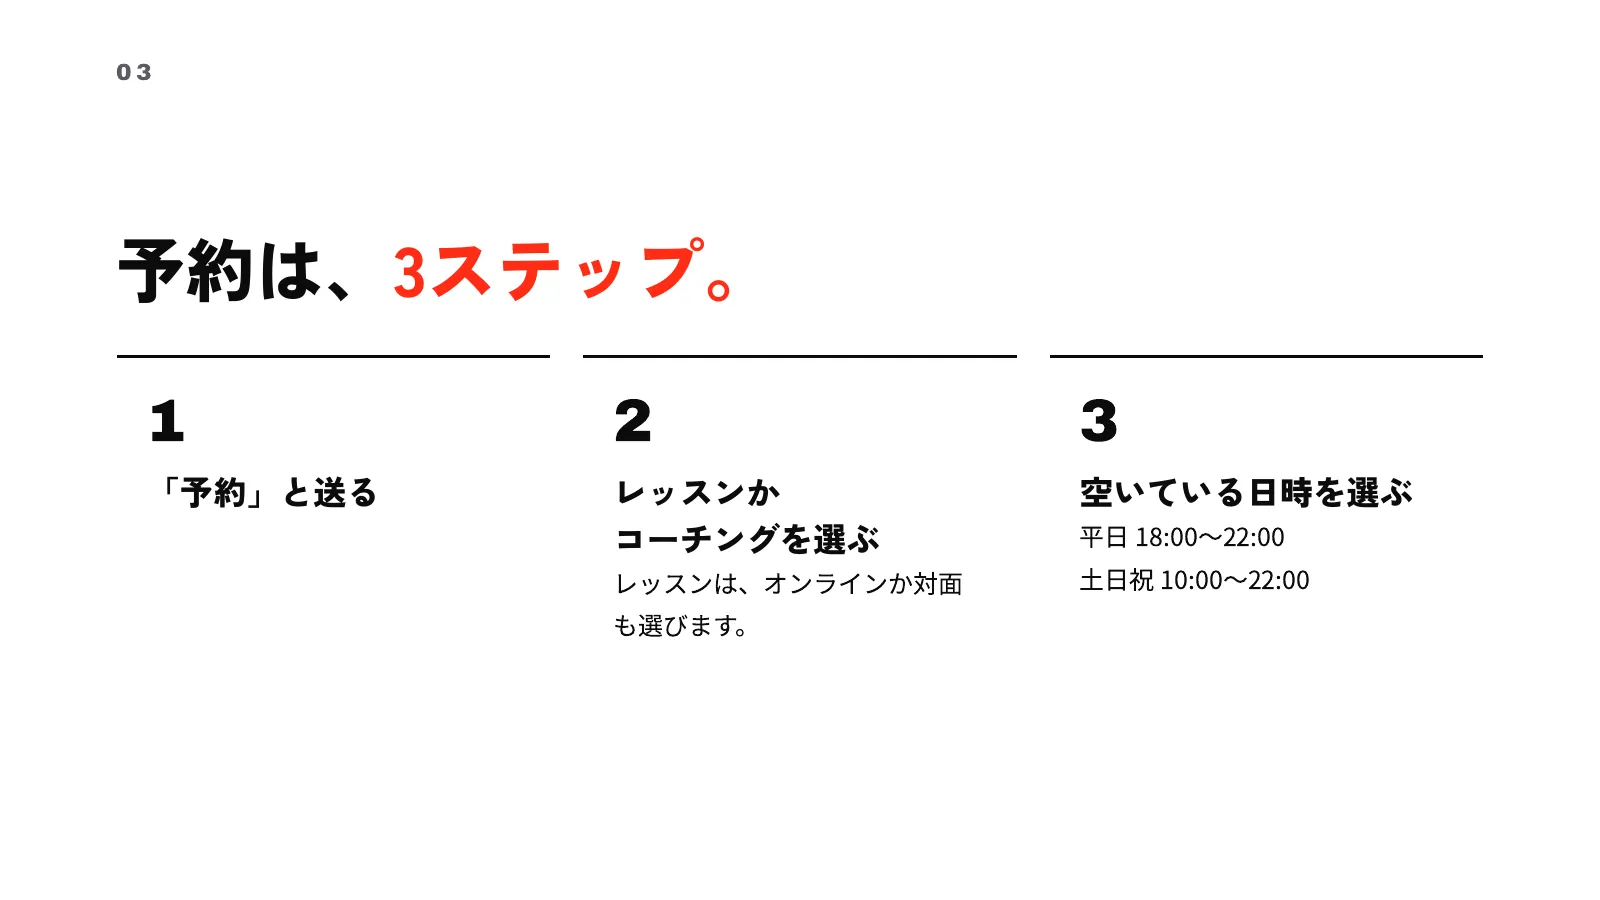 03
予約は、3ステップ。
1
「予約」と送る
2
レッスンか
コーチングを選ぶ
レッスンは、オンラインか対面
も選びます。
3
空いている日時を選ぶ
平日 18:00〜22:00
土日祝 10:00〜22:00